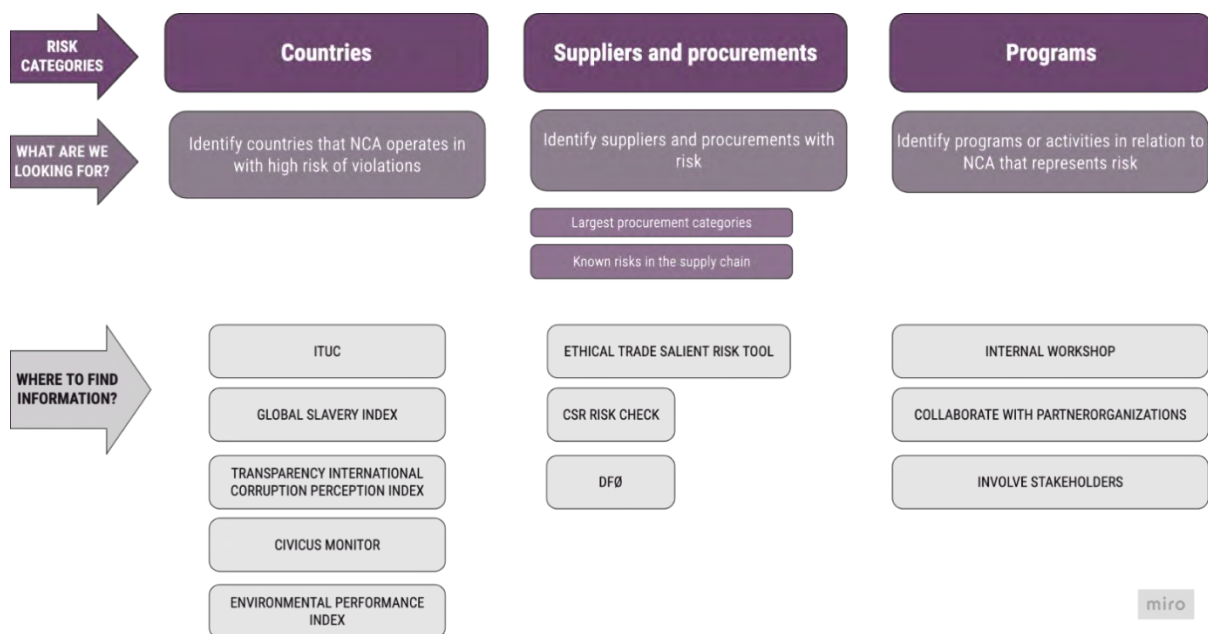 RISK
CATEGORIES
Countries
Suppliers and procurements
Programs
WHAT ARE WE
LOOKING FOR?
Identify countries that NCA operates in
with high risk of violations
Identify suppliers and procurements with
risk
Identify programs or activities in relation to
NCA that represents risk
Largest procurement categories
Known risks in the supply chain
WHERE TO FIND
INFORMATION?
ITUC
GLOBAL SLAVERY INDEX
TRANSPARENCY INTERNATIONAL
CORRUPTION PERCEPTION INDEX
CIVICUS MONITOR
ENVIRONMENTAL PERFORMANCE
INDEX
ETHICAL TRADE SALIENT RISK TOOL
CSR RISK CHECK
DFØ
INTERNAL WORKSHOP
COLLABORATE WITH PARTNERORGANIZATIONS
INVOLVE STAKEHOLDERS
miro